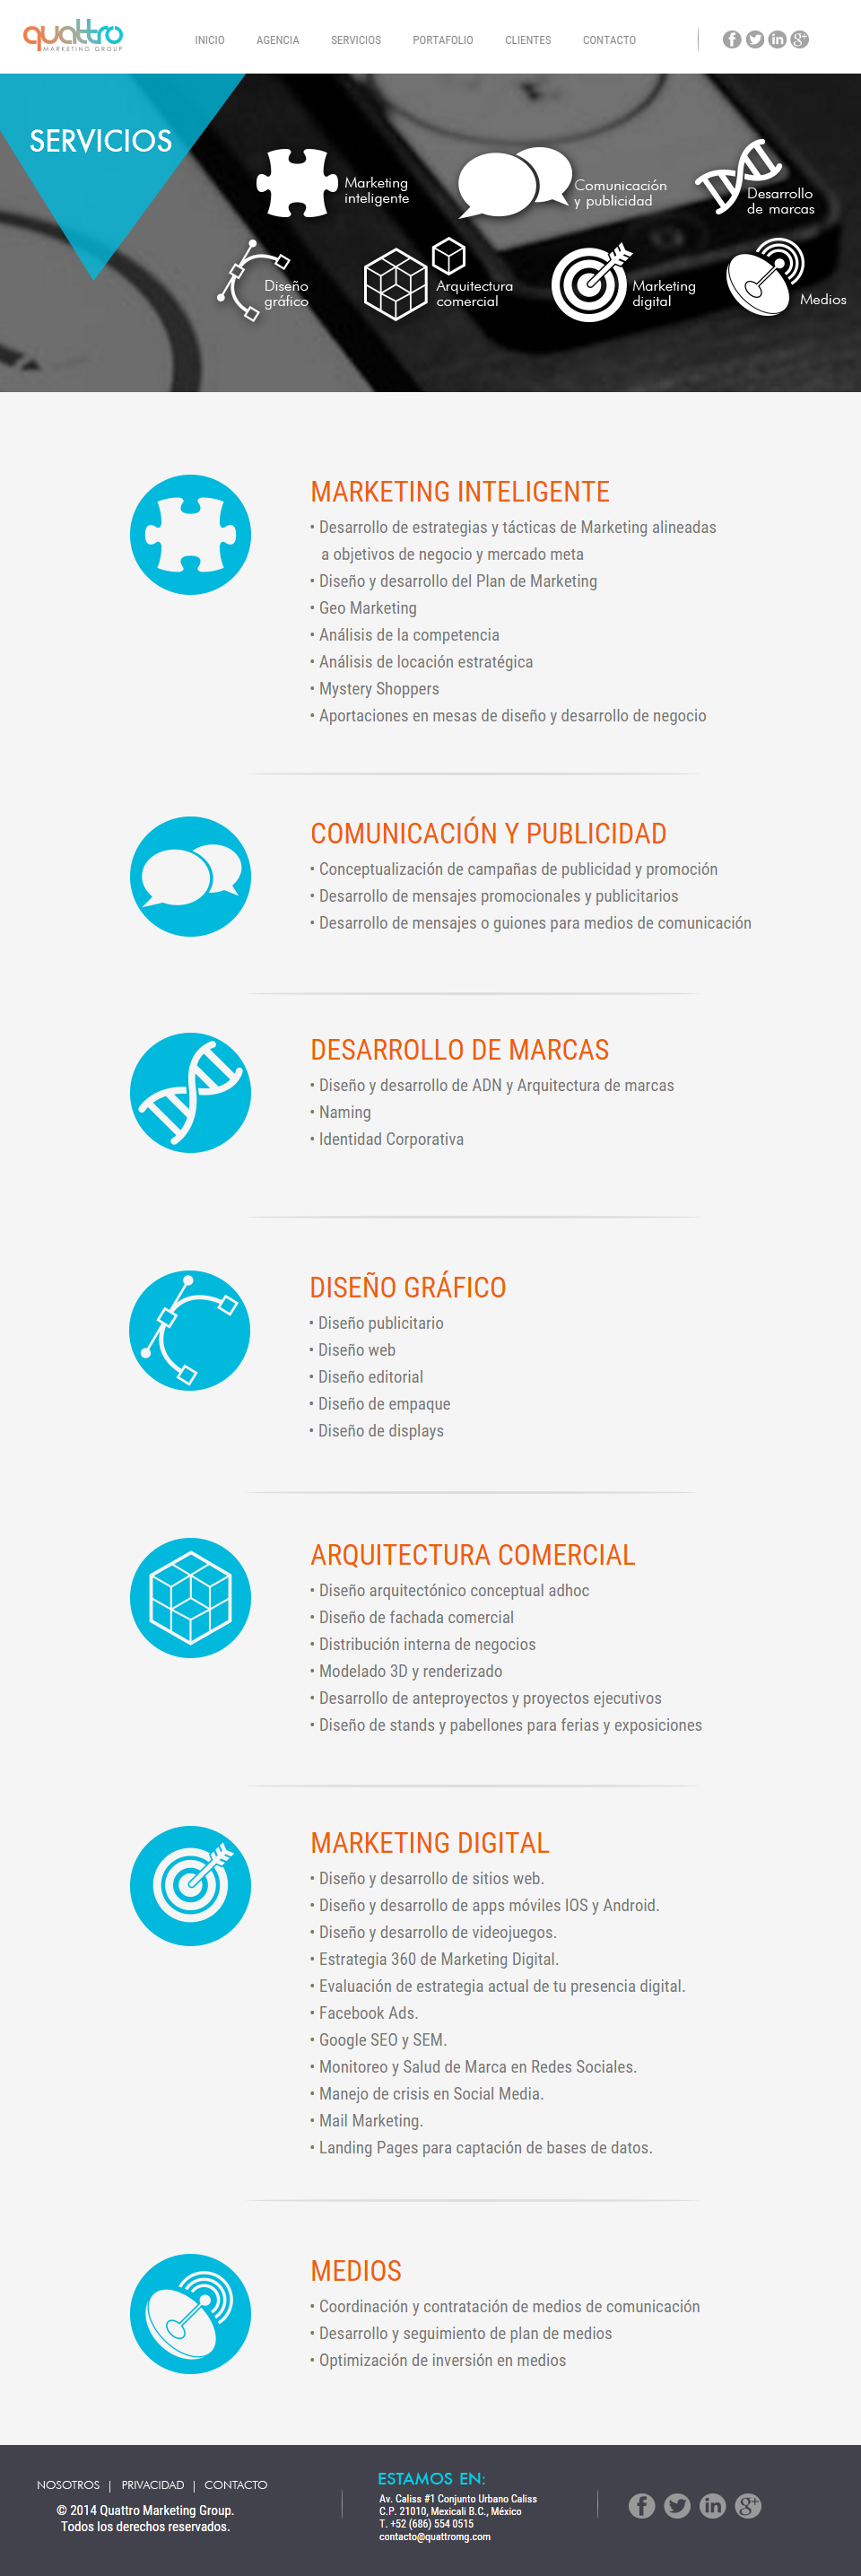 quattro
MARKETING GROUP
INICIO AGENCIA SERVICIOS PORTAFOLIO CLIENTES CONTACTO
SERVICIOS
Marketing
inteligente
Comunicación
y publicidad
Desarrollo
de marcas
Diseño
gráfico
Arquitectura
comercial
Marketing
digital
Medios
MARKETING INTELIGENTE
• Desarrollo de estrategias y tácticas de Marketing alineadas
a objetivos de negocio y mercado meta
• Diseño y desarrollo del Plan de Marketing
• Geo Marketing
• Análisis de la competencia
• Análisis de locación estratégica
• Mystery Shoppers
• Aportaciones en mesas de diseño y desarrollo de negocio
COMUNICACIÓN Y PUBLICIDAD
• Conceptualización de campañas de publicidad y promoción
• Desarrollo de mensajes promocionales y publicitarios
• Desarrollo de mensajes o guiones para medios de comunicación
DESARROLLO DE MARCAS
• Diseño y desarrollo de ADN y Arquitectura de marcas
• Naming
• Identidad Corporativa
DISEÑO GRÁFICO
• Diseño publicitario
• Diseño web
• Diseño editorial
• Diseño de empaque
• Diseño de displays
ARQUITECTURA COMERCIAL
• Diseño arquitectónico conceptual adhoc
• Diseño de fachada comercial
• Distribución interna de negocios
• Modelado 3D y renderizado
• Desarrollo de anteproyectos y proyectos ejecutivos
• Diseño de stands y pabellones para ferias y exposiciones
MARKETING DIGITAL
• Diseño y desarrollo de sitios web.
• Diseño y desarrollo de apps móviles IOS y Android.
• Diseño y desarrollo de videojuegos.
• Estrategia 360 de Marketing Digital.
• Evaluación de estrategia actual de tu presencia digital.
• Facebook Ads.
• Google SEO y SEM.
• Monitoreo y Salud de Marca en Redes Sociales.
• Manejo de crisis en Social Media.
• Mail Marketing.
• Landing Pages para captación de bases de datos.
MEDIOS
• Coordinación y contratación de medios de comunicación
• Desarrollo y seguimiento de plan de medios
• Optimización de inversión en medios
NOSOTROS | PRIVACIDAD | CONTACTO
© 2014 Quattro Marketing Group.
Todos los derechos reservados.
ESTAMOS EN:
Av. Caliss #1 Conjunto Urbano Caliss
C.P. 21010, Mexicali B.C., México
T. +52 (686) 554 0515
contacto@quattromg.com